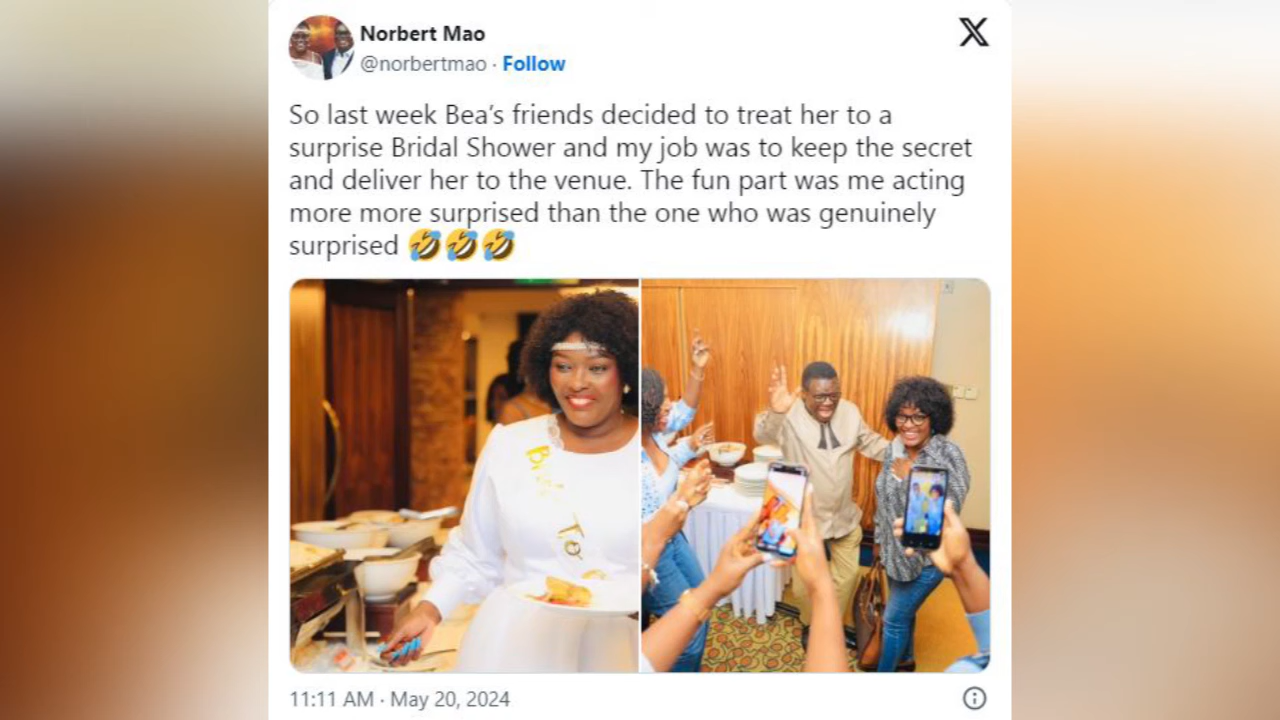 Norbert Mao
@norbertmao · Follow
So last week Bea’s friends decided to treat her to a
surprise Bridal Shower and my job was to keep the secret
and deliver her to the venue. The fun part was me acting
more more surprised than the one who was genuinely
surprised 🤣🤣🤣
11:11 AM · May 20, 2024